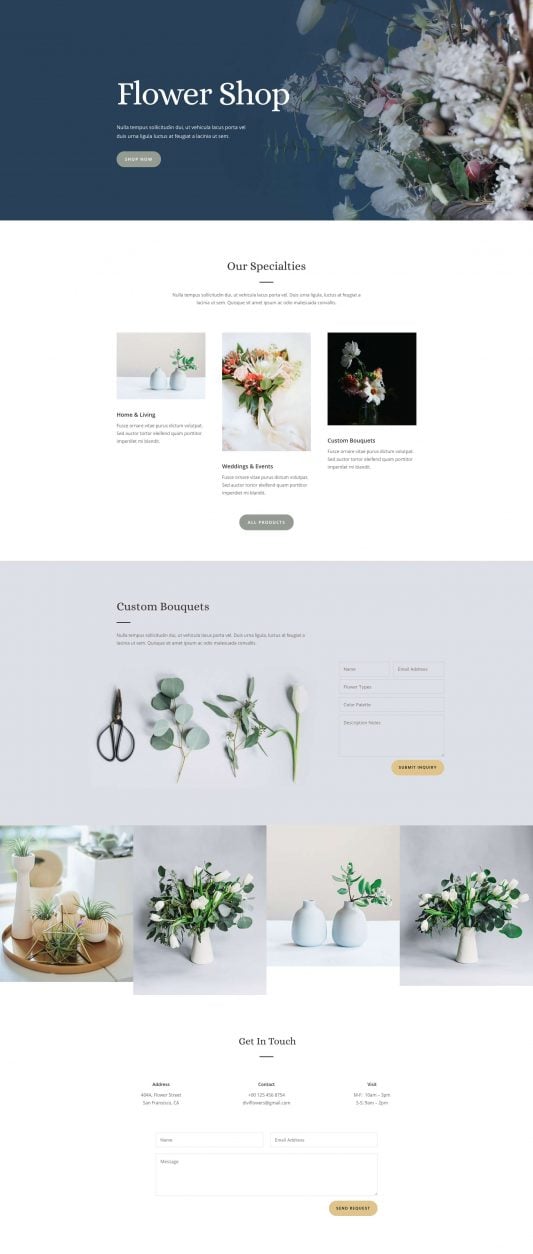 Flower Shop
Nulla tempus sollicitudin dui, ut vehicula lacus porta vel
duis urna ligula luctus at feugiat a lacinia ut sem.
SHOP NOW
Our Specialties
Nulla tempus sollicitudin dui, ut vehicula lacus porta vel. Duis urna ligula, luctus at feugiat a
lacinia ut sem. Quisque sit amet ipsum ac odio malesuada convallis.
Home & Living
Fusce ornare vitae purus dictum volutpat.
Sed auctor tortor eleifend quam porttitor
imperdiet mi blandit.
Weddings & Events
Fusce ornare vitae purus dictum volutpat.
Sed auctor tortor eleifend quam porttitor
imperdiet mi blandit.
Custom Bouquets
Fusce ornare vitae purus dictum volutpat.
Sed auctor tortor eleifend quam porttitor
imperdiet mi blandit.
ALL PRODUCTS
Custom Bouquets
Nulla tempus sollicitudin dui, ut vehicula lacus porta vel. Duis urna ligula, luctus at feugiat a
lacinia ut sem. Quisque sit amet ipsum ac odio malesuada convallis.
Name
Email Address
Flower Types
Color Palette
Description Notes
SUBMIT INQUIRY
Get In Touch
Address
Contact
Visit
Flower Street
+00 125 456 8754
M-F: 10am – 3pm
San Francisco, CA
diviflowers@gmail.com
S-S: 9am – 2pm
Name
Email Address
Message
SEND REQUEST